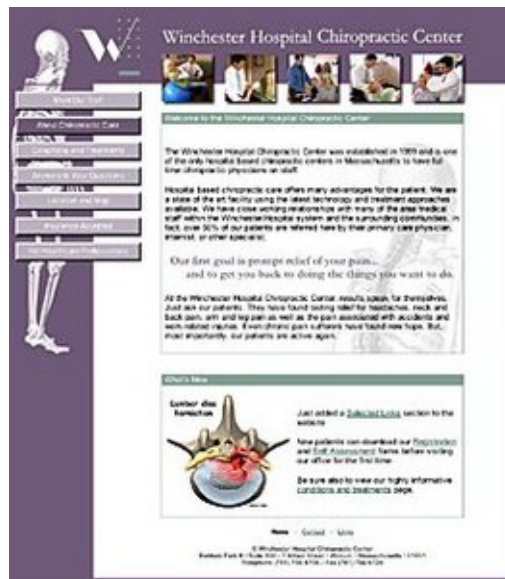 W
Winchester Hospital Chiropractic Center
Meet Our Staff
About Chiropractic Care
Conditions and Treatments
Answers to Your Questions
Location and Map
Insurance Accepted
For Healthcare Professionals
Welcome to the Winchester Hospital Chiropractic Center
The Winchester Hospital Chiropractic Center was established in 1999 and is one
of the only hospital based chiropractic centers in Massachusetts to have full
time chiropractic physicians on staff.
Hospital based chiropractic care offers many advantages for the patient. We are
a state of the art facility using the latest technology and treatment approaches
available. We have close working relationships with many of the area medical
staff within the Winchester Hospital system and the surrounding communities. In
fact, over 50% of our patients are referred here by their primary care physician,
internist, or other specialist.
Our first goal is prompt relief of your pain...
and to get you back to doing the things you want to do.
At the Winchester Hospital Chiropractic Center, results speak for themselves.
Just ask our patients. They have found lasting relief for headaches, neck and
back pain, arm and leg pain as well as the pain associated with accidents and
work related injuries. Even chronic pain sufferers have found new hope. But,
most importantly, our patients are active again.
What's New
Lumbar disc
herniation
Just added a Selected Links section to the
website
New patients can download our Registration
and Self Assessment forms before visiting
our office for the first time
Be sure also to view our highly informative
conditions and treatments page.
Home - Contact - Links
© Winchester Hospital Chiropractic Center